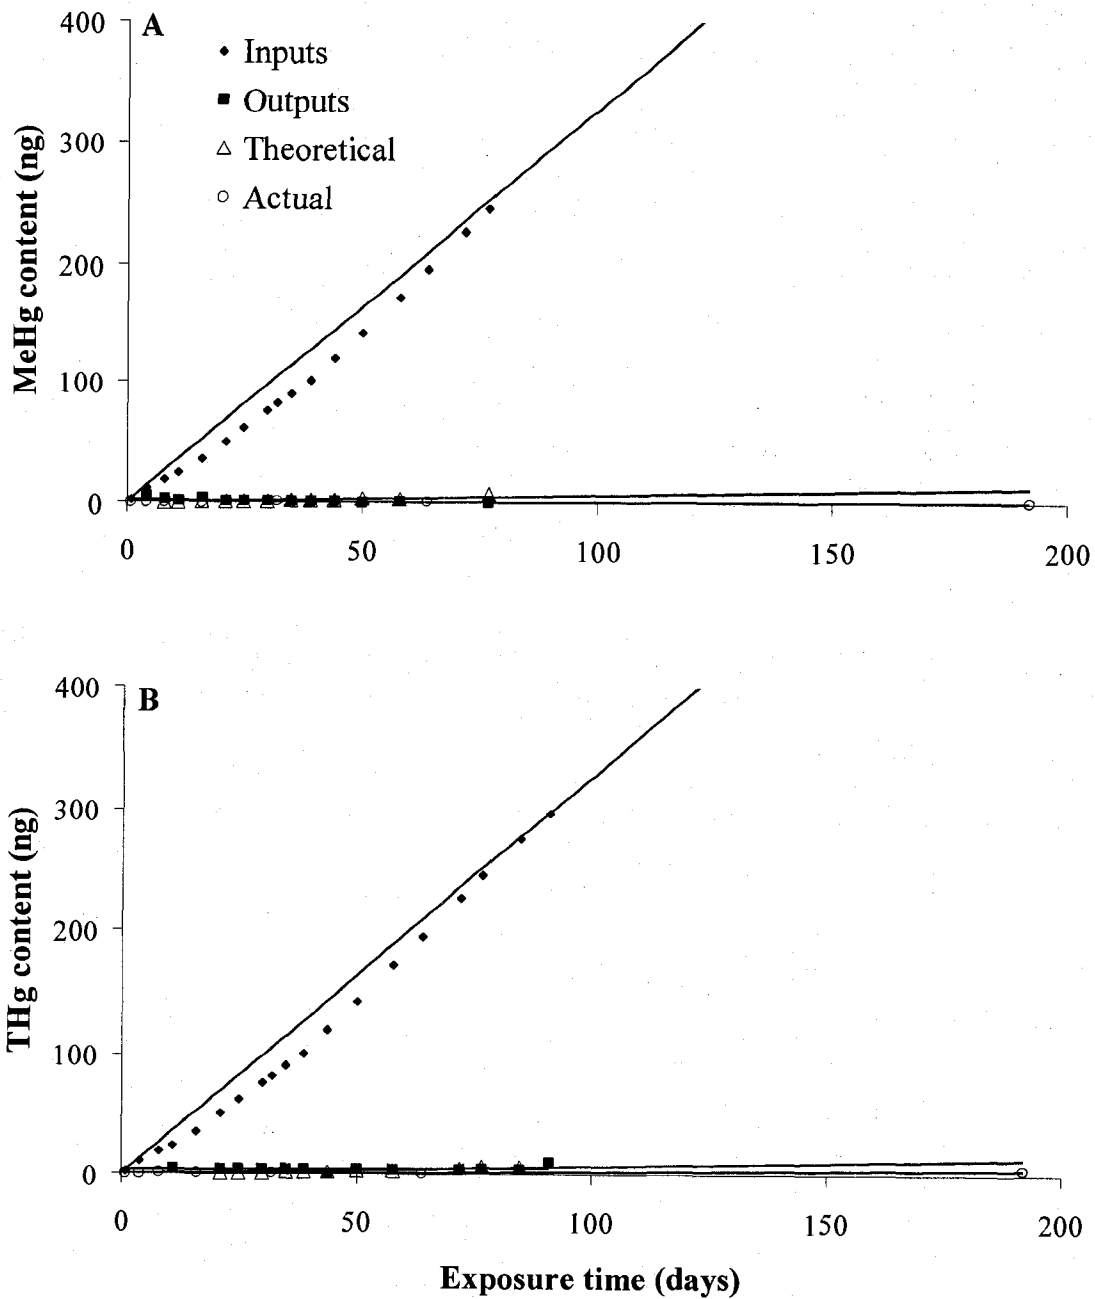 A
Inputs
Outputs
Theoretical
Actual
MeHg content (ng)
400
300
200
100
0
0 50 100 150 200
B
THg content (ng)
400
300
200
100
0
0 50 100 150 200
Exposure time (days)